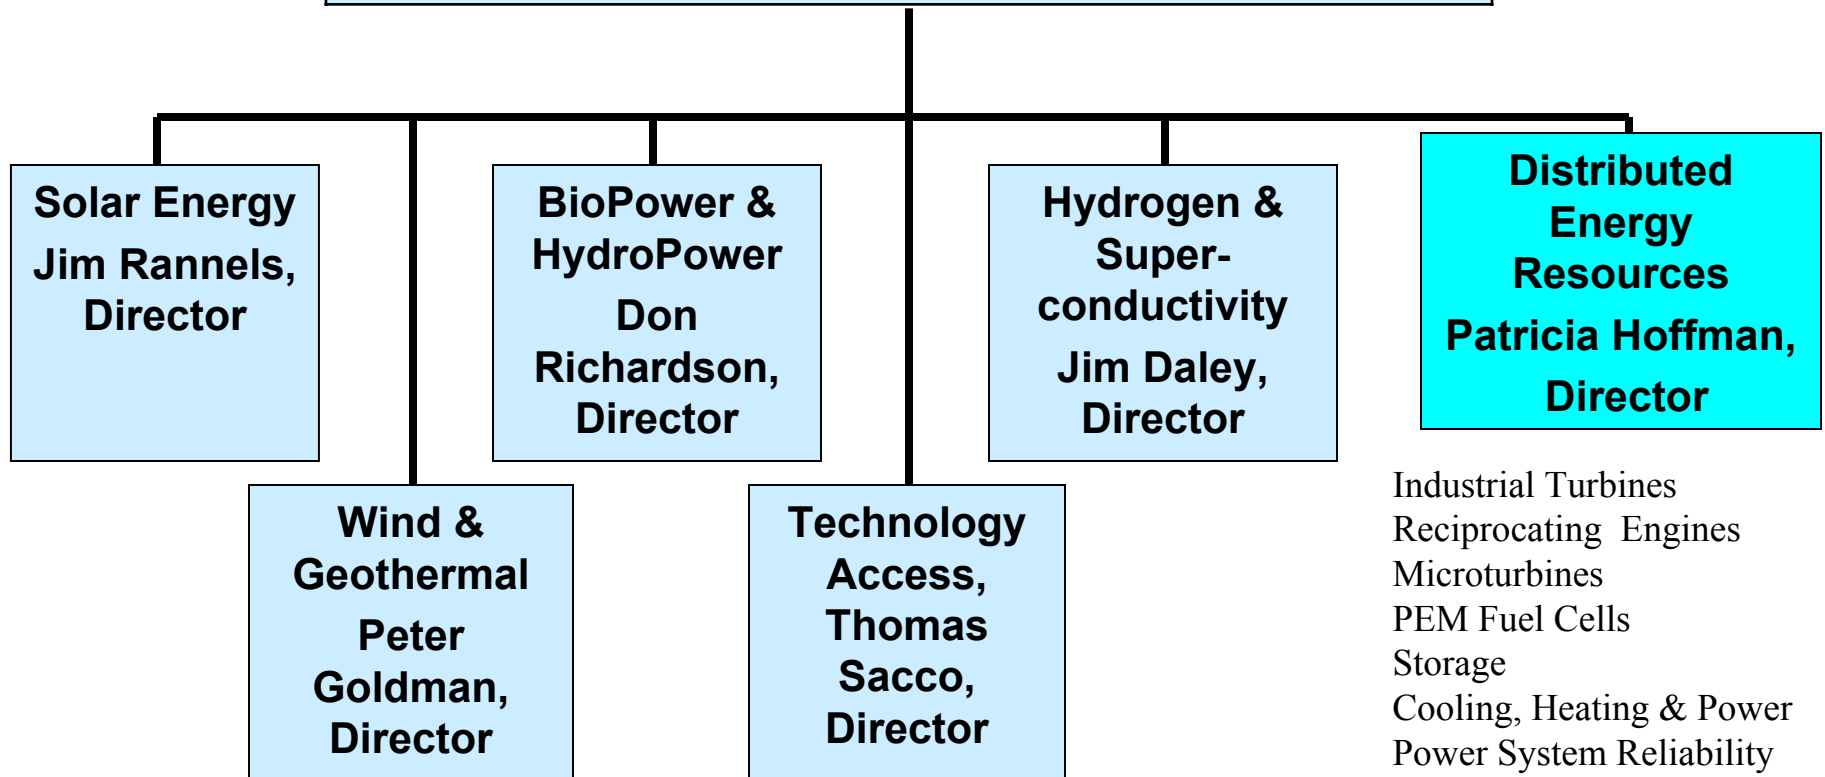 Solar Energy
Jim Rannels,
Director
BioPower &
HydroPower
Don
Richardson,
Director
Hydrogen &
Super-
conductivity
Jim Daley,
Director
Distributed
Energy
Resources
Patricia Hoffman,
Director
Wind &
Geothermal
Peter
Goldman,
Director
Technology
Access,
Thomas
Sacco,
Director
Industrial Turbines
Reciprocating Engines
Microturbines
PEM Fuel Cells
Storage
Cooling, Heating & Power
Power System Reliability